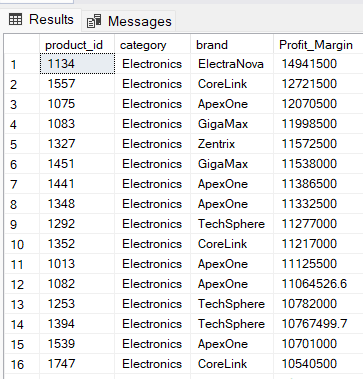 Results Messages
product_id category brand Profit_Margin
1 1134 Electronics ElectraNova 14941500
2 1557 Electronics CoreLink 12721500
3 1075 Electronics ApexOne 12070500
4 1083 Electronics GigaMax 11998500
5 1327 Electronics Zentrix 11572500
6 1451 Electronics GigaMax 11538000
7 1441 Electronics ApexOne 11386500
8 1348 Electronics ApexOne 11332500
9 1292 Electronics TechSphere 11277000
10 1352 Electronics CoreLink 11217000
11 1013 Electronics ApexOne 11125500
12 1082 Electronics ApexOne 11064526.6
13 1253 Electronics TechSphere 10782000
14 1394 Electronics TechSphere 10767499.7
15 1539 Electronics ApexOne 10701000
16 1747 Electronics CoreLink 10540500